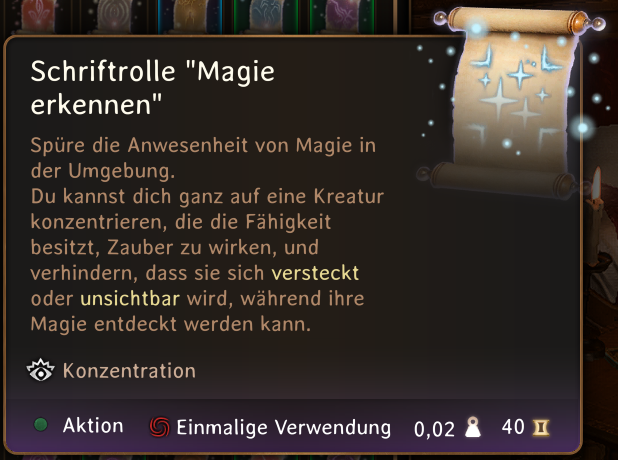 Schriftrolle "Magie
erkennen"
Spüre die Anwesenheit von Magie in
der Umgebung.
Du kannst dich ganz auf eine Kreatur
konzentrieren, die die Fähigkeit
besitzt, Zauber zu wirken, und
verhindern, dass sie sich versteckt
oder unsichtbar wird, während ihre
Magie entdeckt werden kann.
Konzentration
Aktion Einmalige Verwendung 0,02 40